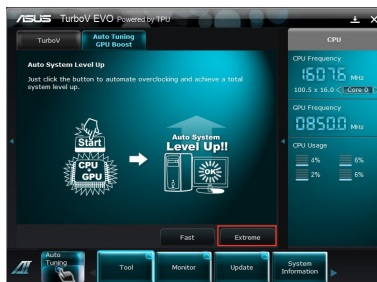 ASUS TurboV EVO Powered by TPU
TurboV
Auto Tuning
GPU Boost
CPU
Auto System Level Up
Just click the button to automate overclocking and achieve a total
system level up.
Start
CPU
GPU
Auto System
Level Up!!
OK
Fast
Extreme
CPU Frequency
1607.6 MHz
100.5 x 16.0 Core 0
GPU Frequency
0850.0 MHz
CPU Usage
4% 6%
2% 6%
Auto
Tuning
Tool
Monitor
Update
System
Information